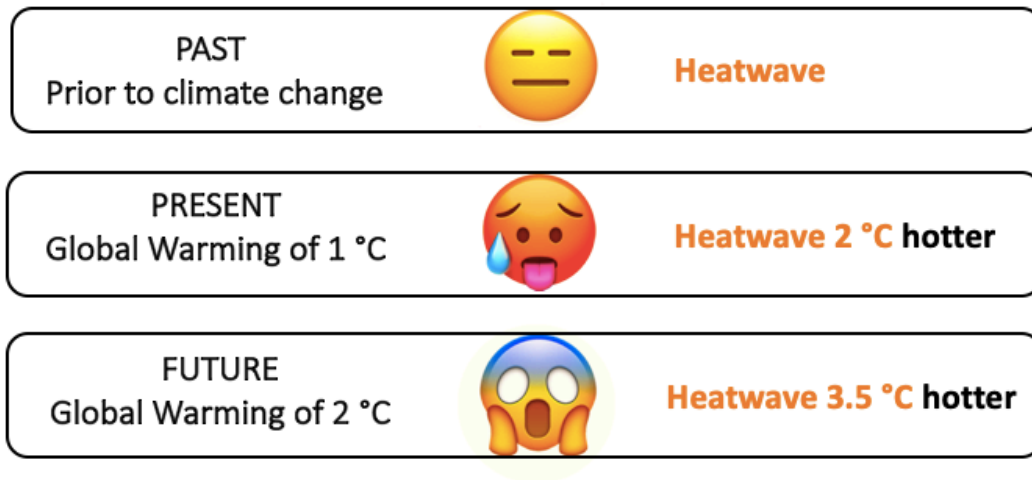 PAST
Prior to climate change
Heatwave
PRESENT
Global Warming of 1 °C
Heatwave 2 °C hotter
FUTURE
Global Warming of 2 °C
Heatwave 3.5 °C hotter